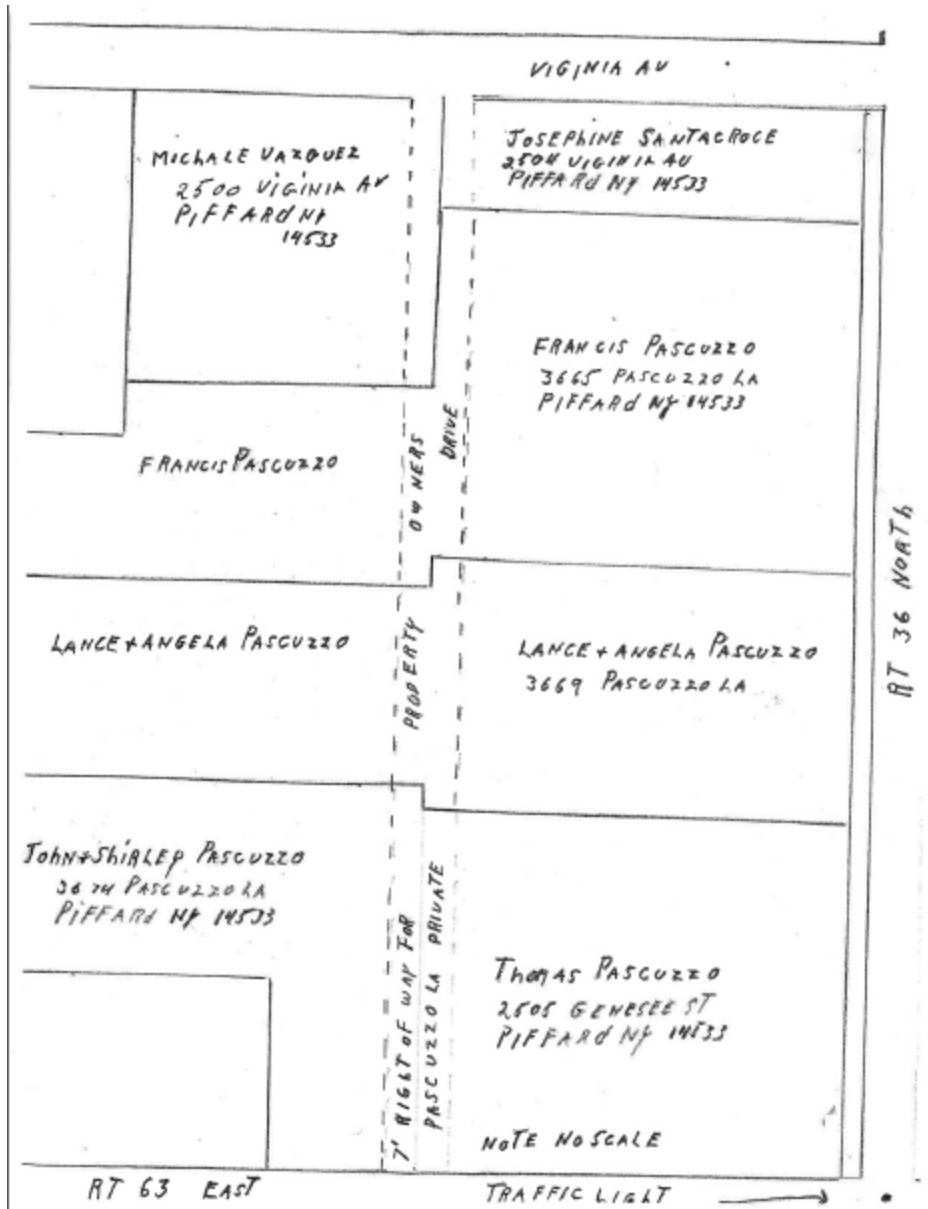 VIGINIA AV
MICHALE VAZQUEZ
2500 VIGINIA AV
PIFFARd NY
14533
JOSEPHINE SANTACROCE
2504 VIGINIA AV
PIFFARd NY 14533
FRANCIS PASCUZZO
3665 PASCUZZO LA
PIFFARd NY 14533
FRANCIS PASCUZZO
OWNERS
DRIVE
RT 36 NORTh
LANCE + ANGELA PASCUZZO
PROPERTY
LANCE + ANGELA PASCUZZO
3669 PASCUZZO LA
JohN + ShIRLEY PASCUZZO
3674 PASCUZZO LA
PIFFARd NY 14533
7' RIGhT OF WAY FOR
PASCUZZO LA PRIVATE
ThOMAS PASCUZZO
2505 GENESEE ST
PIFFARd NY 14533
NOTE NO SCALE
RT 63 EAST
TRAFFIC LIGhT